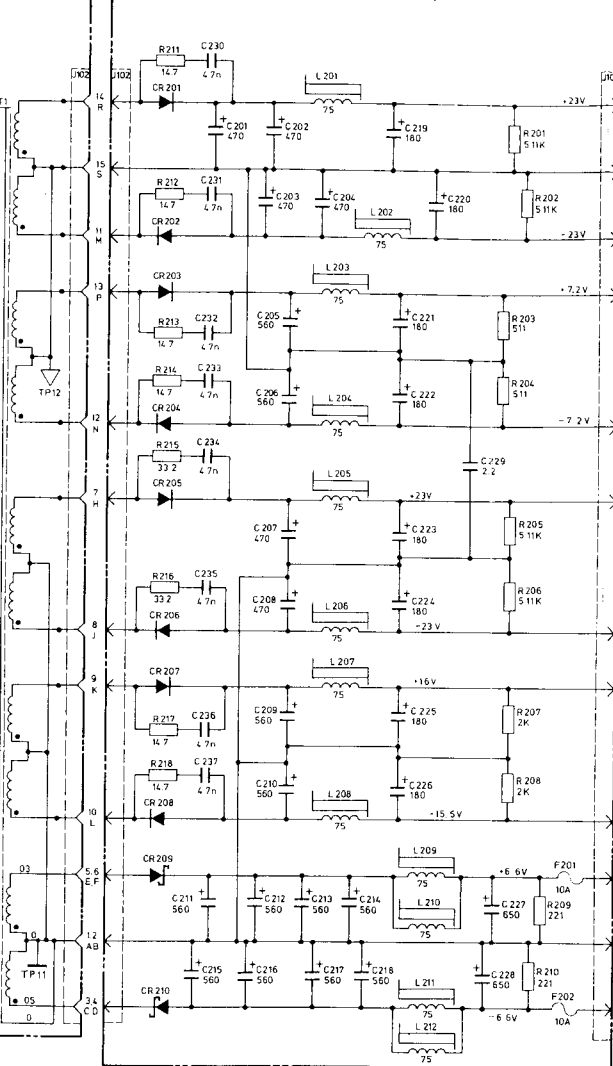 R211
C230
14.7
4.7n
L201
J102
J102
14
R
CR201
75
+23V
C201
470
C202
470
C219
180
R201
5.11K
15
S
R212
C231
14.7
4.7n
C203
470
C204
470
C220
180
R202
5.11K
L202
11
M
CR202
75
-23V
CR203
L203
13
P
75
+7.2V
R213
C232
14.7
4.7n
C205
560
C221
180
R203
511
TP12
R214
C233
14.7
4.7n
C206
560
L204
C222
180
R204
511
12
N
CR204
75
-7.2V
R215
C234
33.2
4.7n
C229
2.2
L205
7
H
CR205
75
+23V
C207
470
C223
180
R205
5.11K
R216
C235
33.2
4.7n
C208
470
L206
C224
180
R206
5.11K
8
J
CR206
75
-23V
L207
9
K
CR207
75
+16V
R217
C236
14.7
4.7n
C209
560
C225
180
R207
2K
R218
C237
14.7
4.7n
C210
560
L208
C226
180
R208
2K
10
L
CR208
75
-15.5V
03
5,6
E,F
CR209
L209
75
+6.6V
F201
10A
C211
560
C212
560
C213
560
C214
560
L210
75
C227
650
R209
221
0
1,2
AB
TP11
C215
560
C216
560
C217
560
C218
560
C228
650
R210
221
05
3,4
C D
CR210
L211
75
-6.6V
F202
10A
0
L212
75